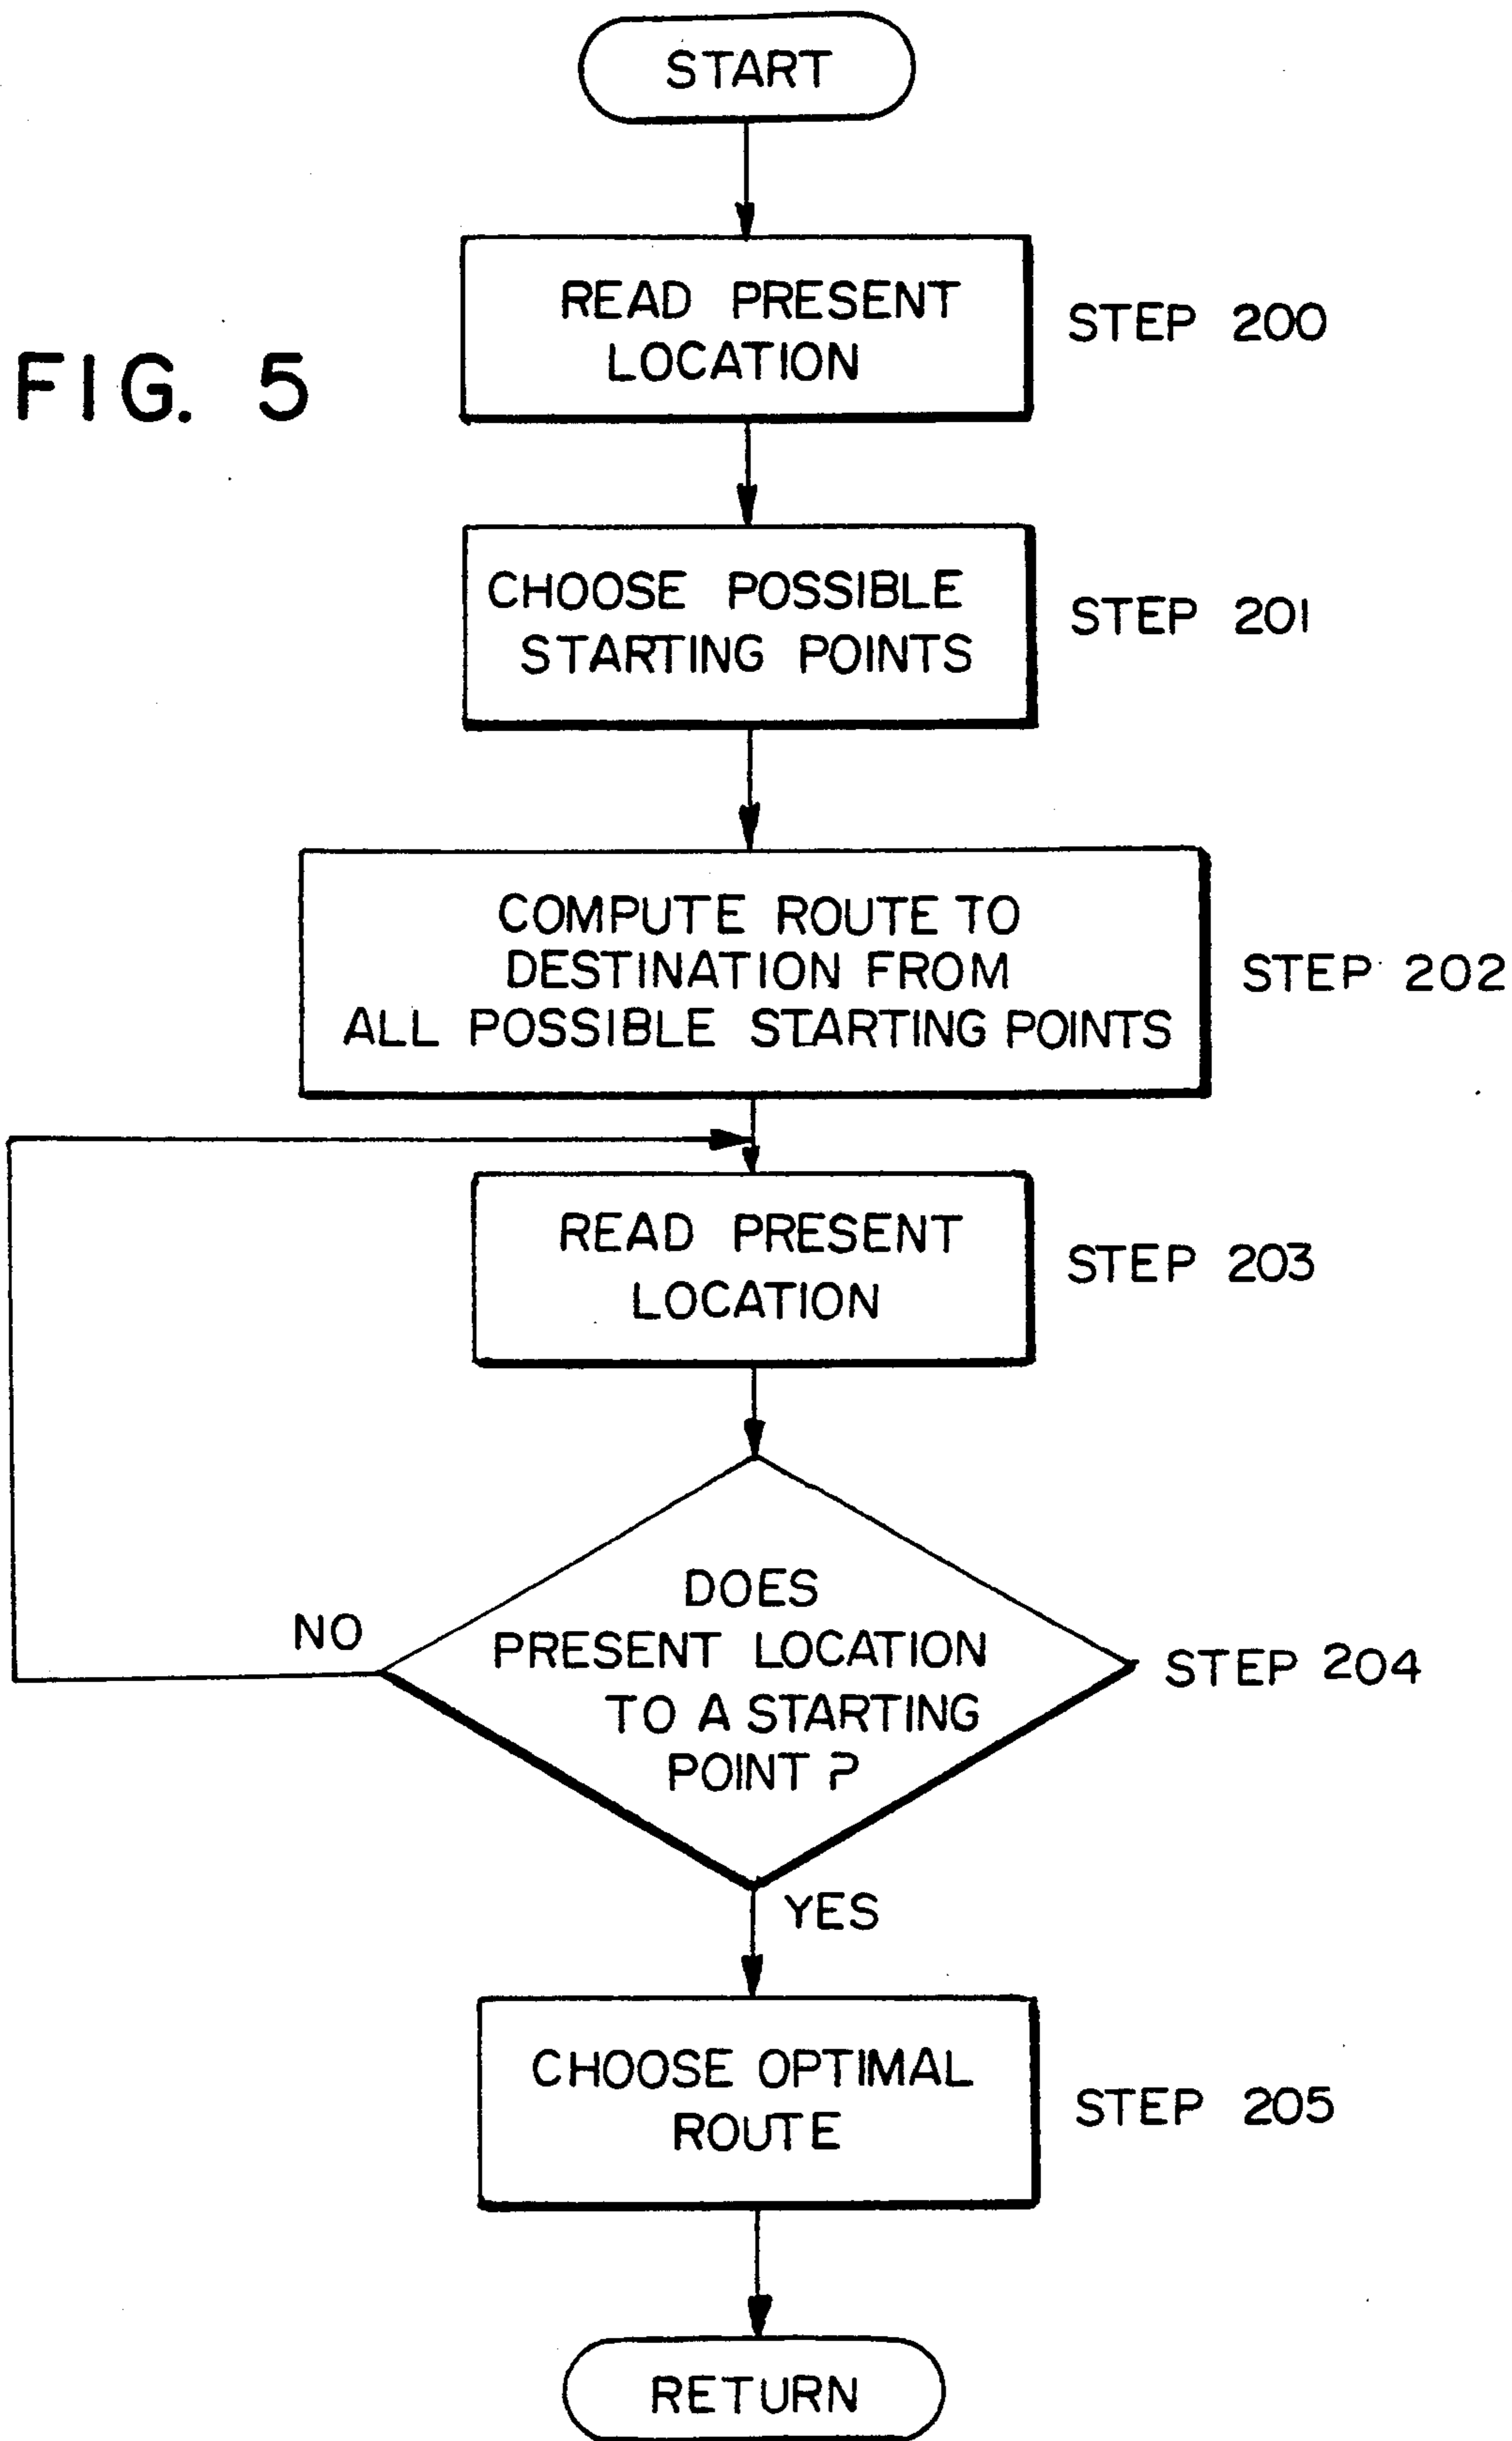 START
READ PRESENT
LOCATION
STEP 200
FIG. 5
CHOOSE POSSIBLE
STARTING POINTS
STEP 201
COMPUTE ROUTE TO
DESTINATION FROM
ALL POSSIBLE STARTING POINTS
STEP 202
READ PRESENT
LOCATION
STEP 203
DOES
PRESENT LOCATION
TO A STARTING
POINT ?
NO
STEP 204
YES
CHOOSE OPTIMAL
ROUTE
STEP 205
RETURN